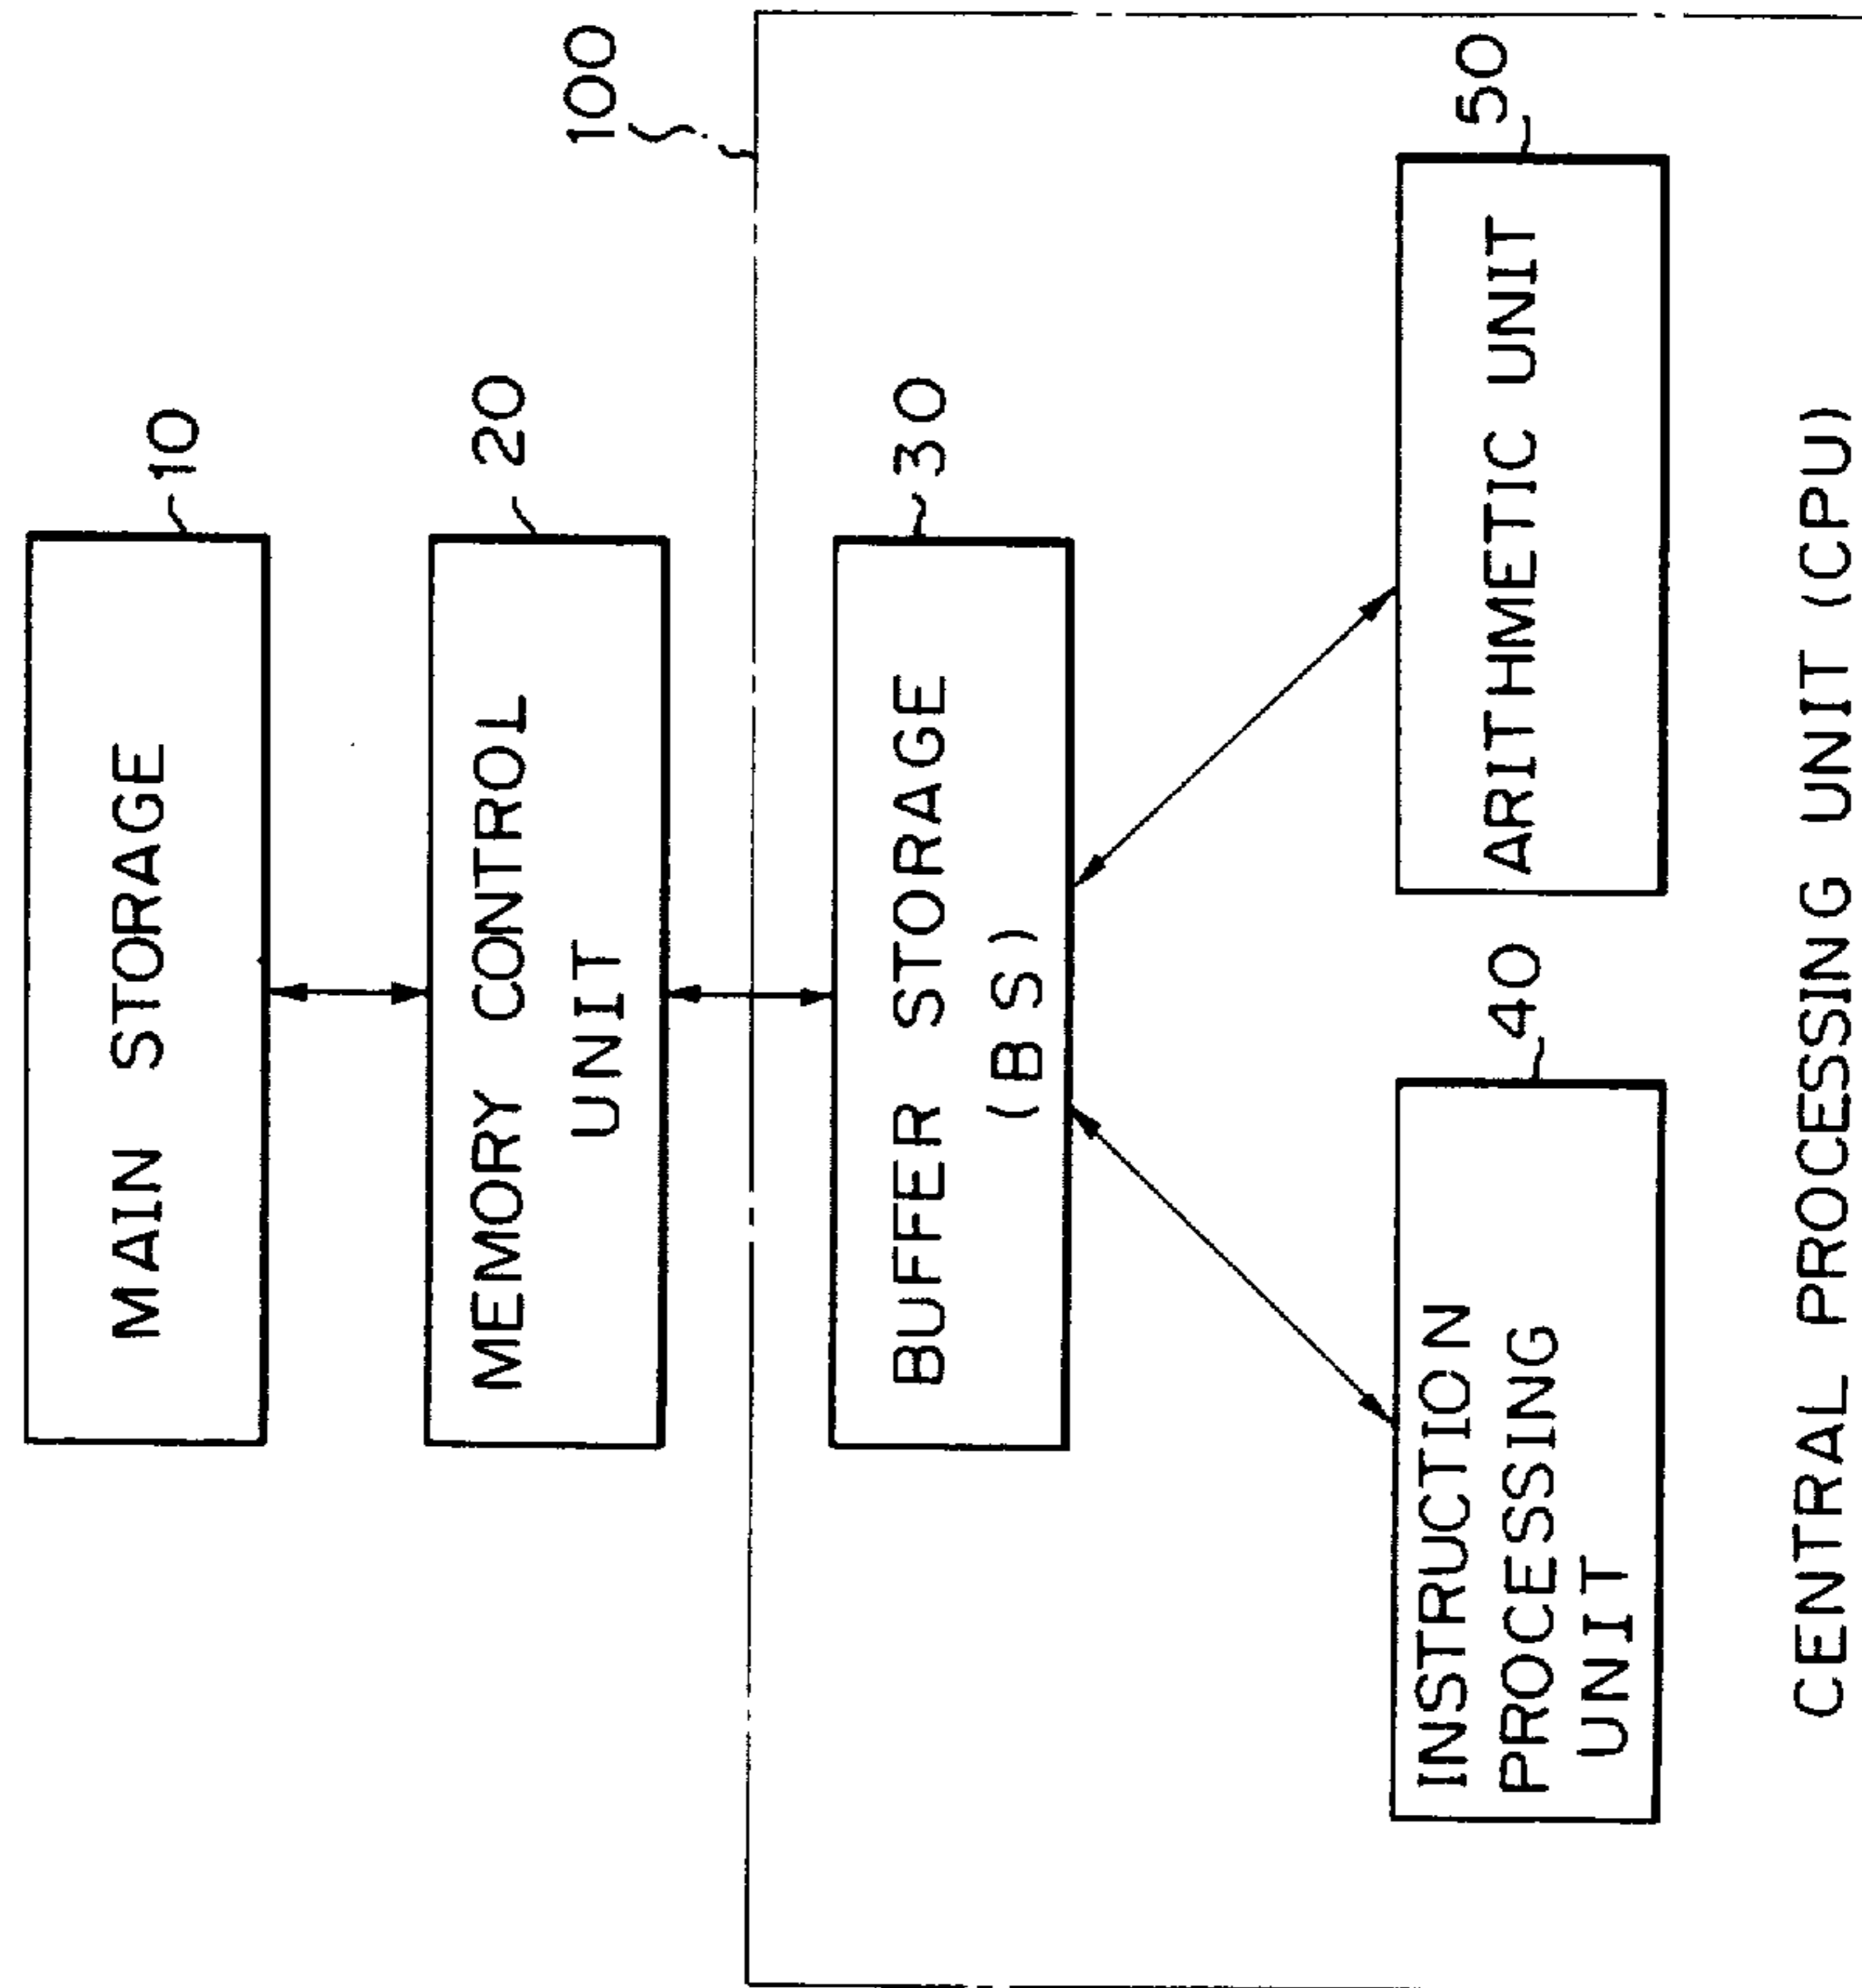 MAIN STORAGE
10
MEMORY CONTROL
UNIT
20
100
BUFFER STORAGE
(BS)
30
INSTRUCTION
PROCESSING
UNIT
40
ARITHMETIC UNIT
50
CENTRAL PROCESSING UNIT (CPU)